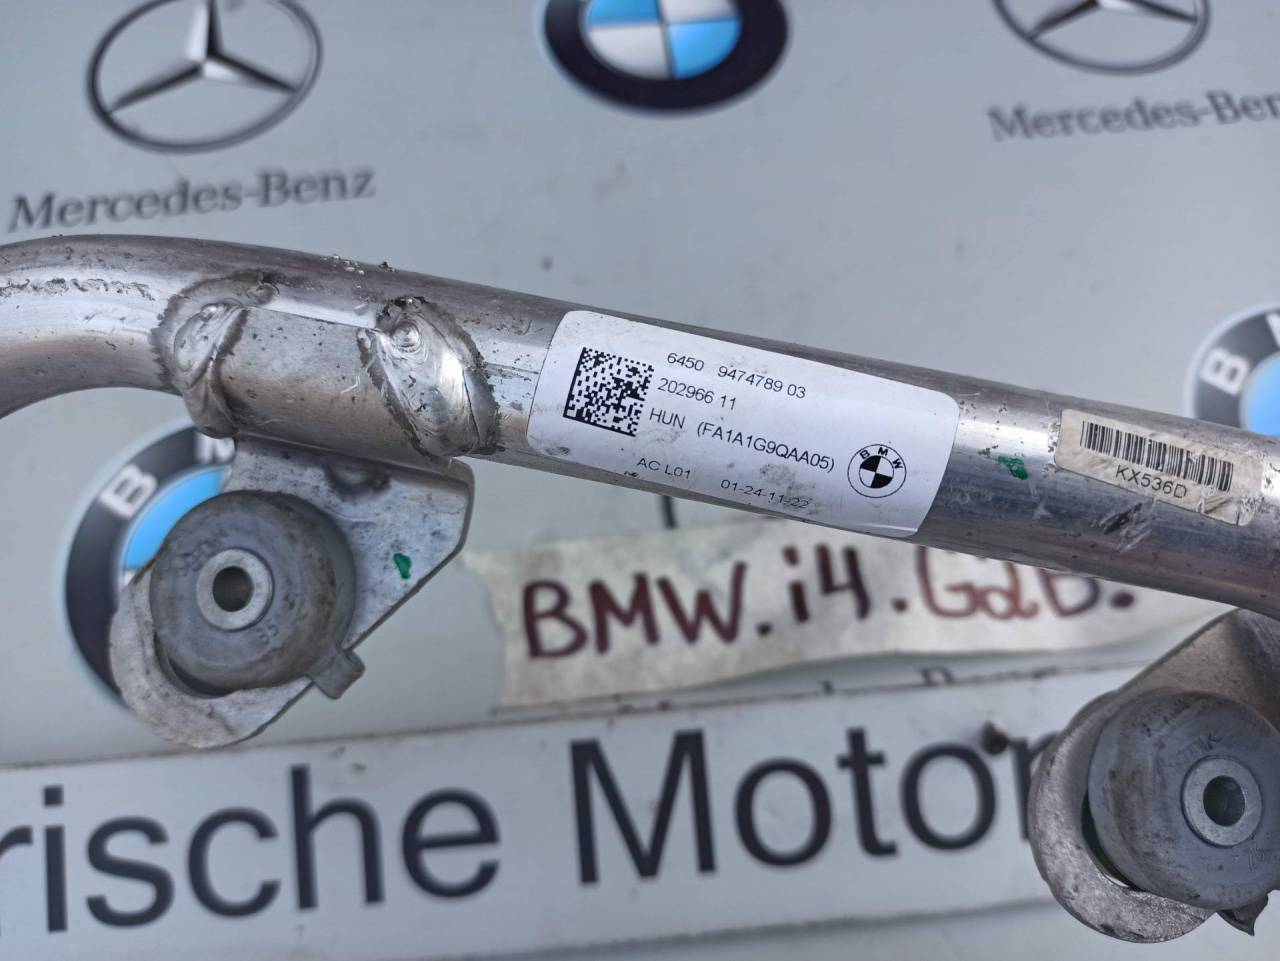 Mercedes-Benz
Mercedes-Ben
6450 9474789 03
202966 11
HUN (FA1A1G9QAA05)
AC L01 01-24-11-22
BMW
KX536D
B W
B
BMW.i4.G26.
rische Motor